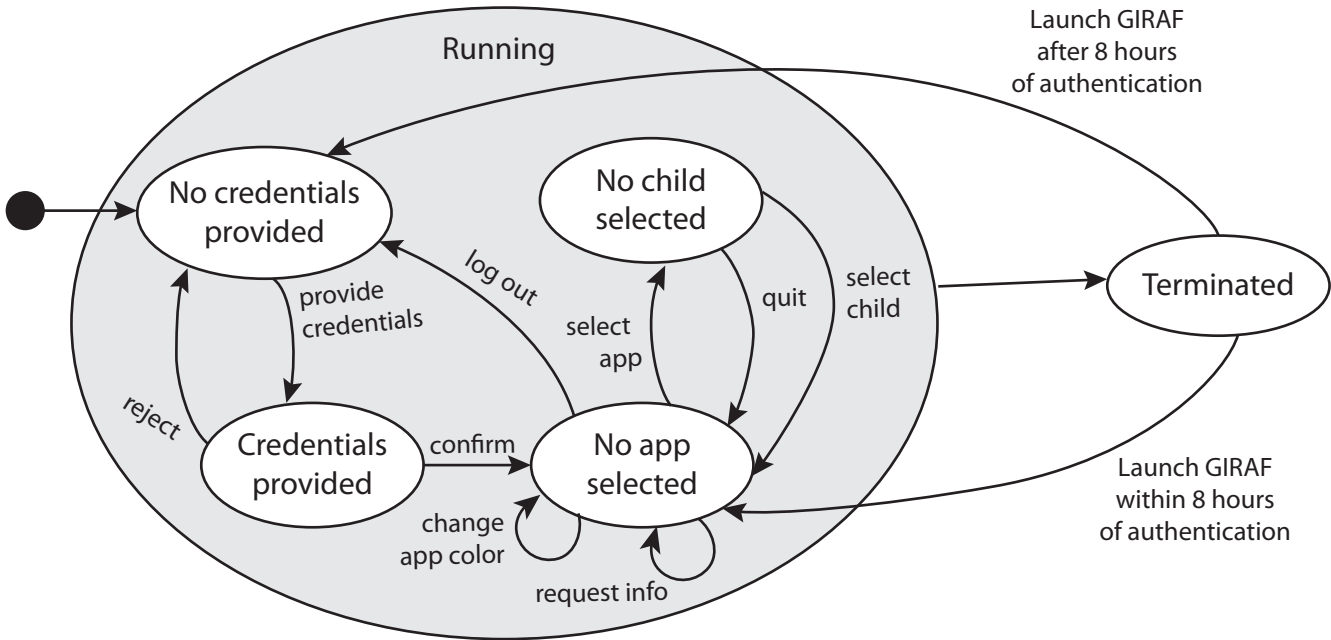 Running
Launch GIRAF
after 8 hours
of authentication
No credentials
provided
No child
selected
log out
provide
credentials
select
app
quit
select
child
Terminated
reject
Credentials
provided
confirm
No app
selected
change
app color
request info
Launch GIRAF
within 8 hours
of authentication